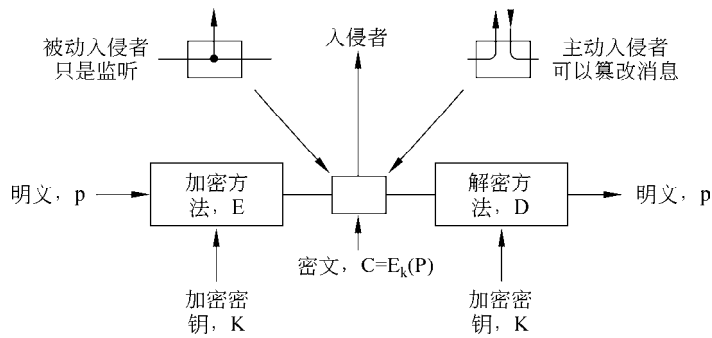 被动入侵者
只是监听
入侵者
主动入侵者
可以篡改消息
明文，p
加密方
法，E
解密方
法，D
明文，p
密文，C=Eₖ(P)
加密密
钥，K
加密密
钥，K